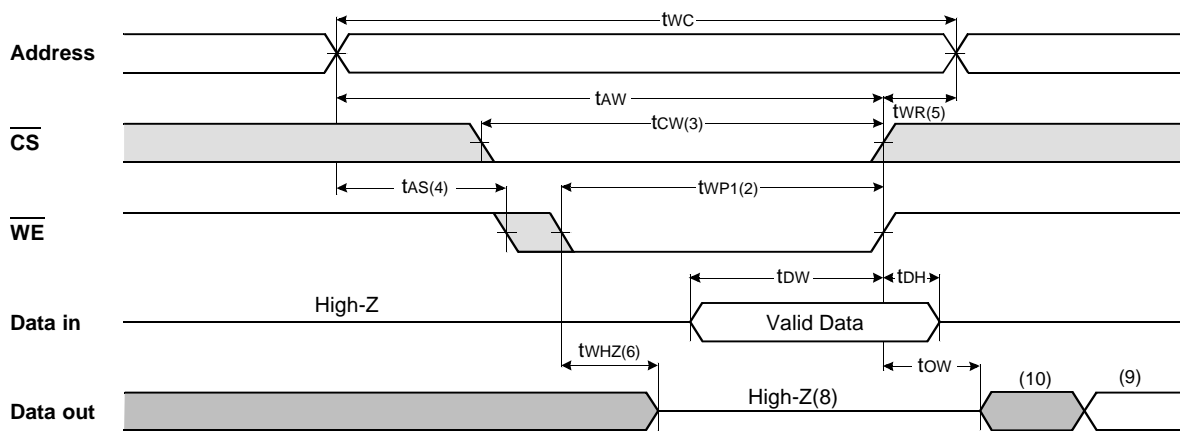 tWC
Address
tAW
tWR(5)
tCW(3)
CS
tAS(4)
tWP1(2)
WE
tDW
tDH
High-Z
Data in
Valid Data
tWHZ(6)
tOW
(10)
(9)
High-Z(8)
Data out